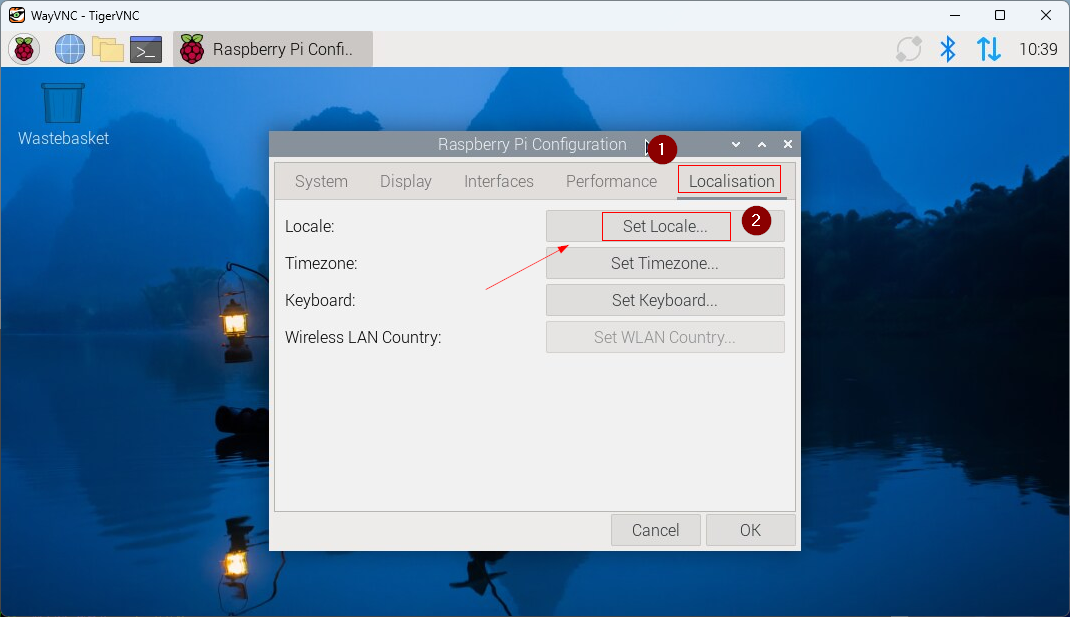 WayVNC - TigerVNC
Raspberry Pi Confi..
10:39
Wastebasket
Raspberry Pi Configuration
1
System Display Interfaces Performance Localisation
Locale: Set Locale... 2
Timezone: Set Timezone...
Keyboard: Set Keyboard...
Wireless LAN Country: Set WLAN Country...
Cancel OK